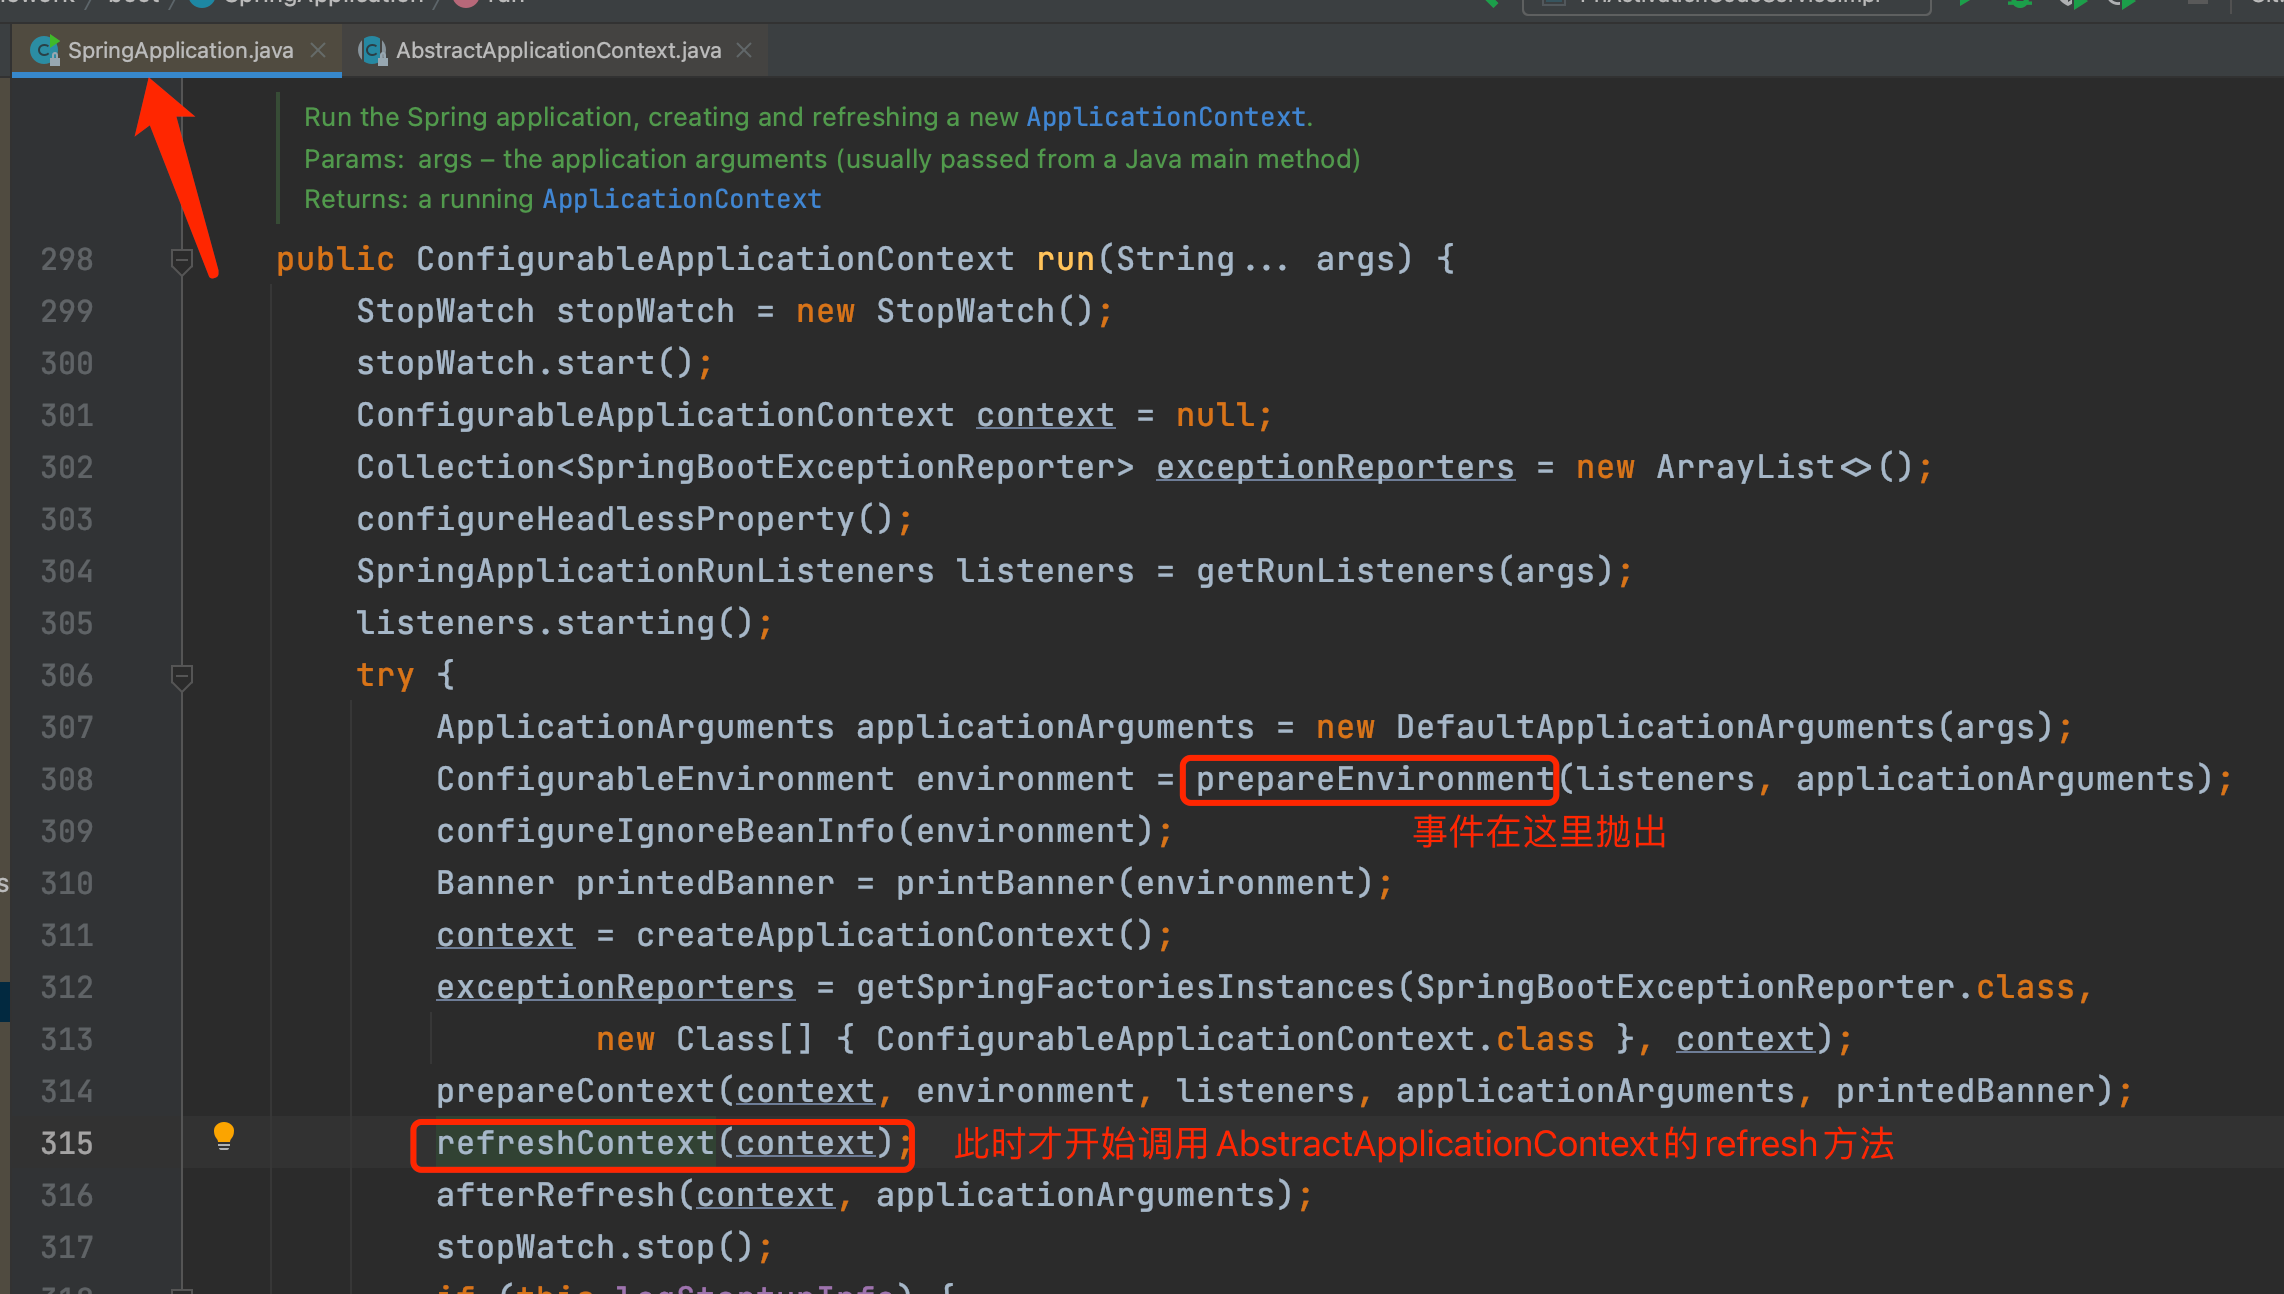 SpringApplication.java
AbstractApplicationContext.java
Run the Spring application, creating and refreshing a new ApplicationContext.
Params: args – the application arguments (usually passed from a Java main method)
Returns: a running ApplicationContext
298 public ConfigurableApplicationContext run(String... args) {
299 StopWatch stopWatch = new StopWatch();
300 stopWatch.start();
301 ConfigurableApplicationContext context = null;
302 Collection<SpringBootExceptionReporter> exceptionReporters = new ArrayList<>();
303 configureHeadlessProperty();
304 SpringApplicationRunListeners listeners = getRunListeners(args);
305 listeners.starting();
306 try {
307 ApplicationArguments applicationArguments = new DefaultApplicationArguments(args);
308 ConfigurableEnvironment environment = prepareEnvironment(listeners, applicationArguments);
309 configureIgnoreBeanInfo(environment); 事件在这里抛出
310 Banner printedBanner = printBanner(environment);
311 context = createApplicationContext();
312 exceptionReporters = getSpringFactoriesInstances(SpringBootExceptionReporter.class,
313 new Class[] { ConfigurableApplicationContext.class }, context);
314 prepareContext(context, environment, listeners, applicationArguments, printedBanner);
315 refreshContext(context); 此时才开始调用AbstractApplicationContext的refresh方法
316 afterRefresh(context, applicationArguments);
317 stopWatch.stop();